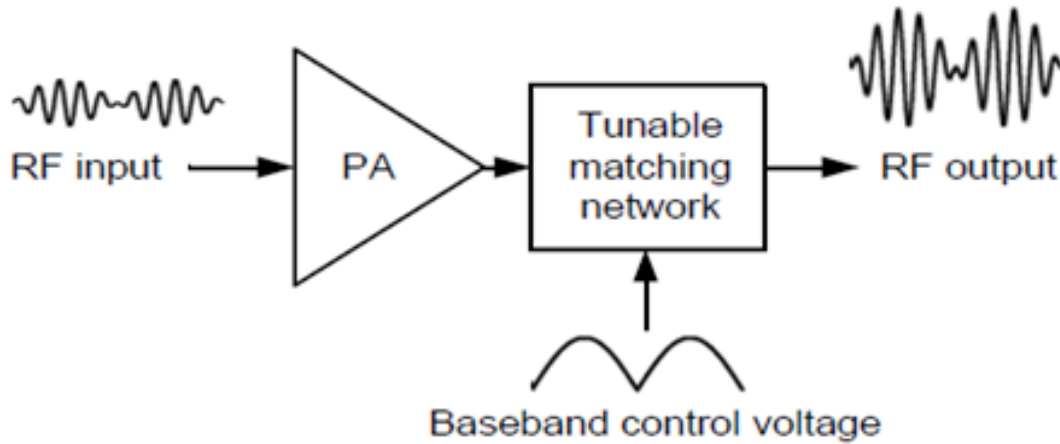 RF input
PA
Tunable
matching
network
RF output
Baseband control voltage